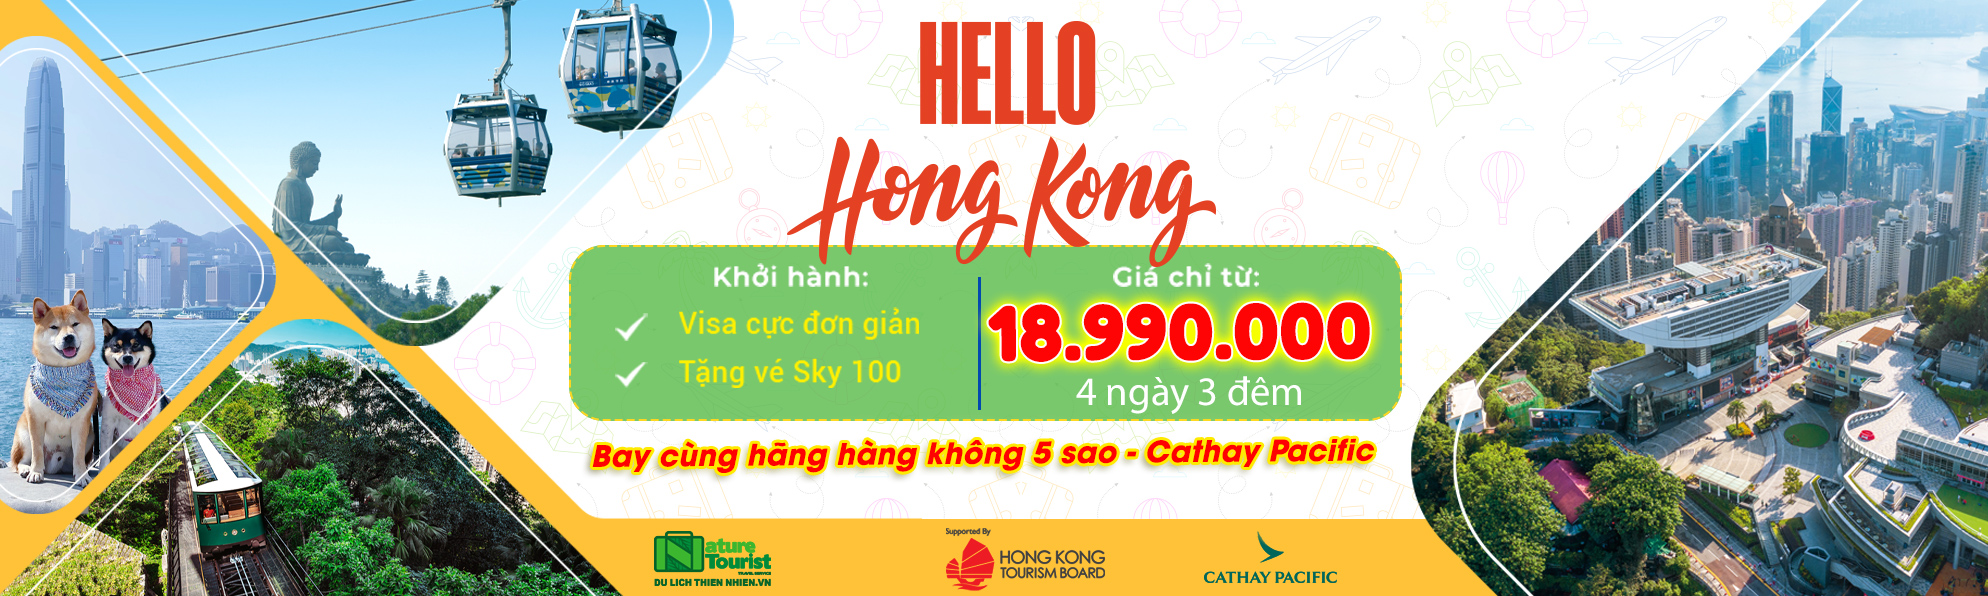 HELLO
Hong Kong
Khởi hành:
Visa cực đơn giản
Tặng vé Sky 100
Giá chỉ từ:
18.990.000
4 ngày 3 đêm
Bay cùng hãng hàng không 5 sao - Cathay Pacific
Nature
Tourist
TRAVEL SERVICE
DU LICH THIEN NHIEN.VN
Supported By
HONG KONG
TOURISM BOARD
CATHAY PACIFIC